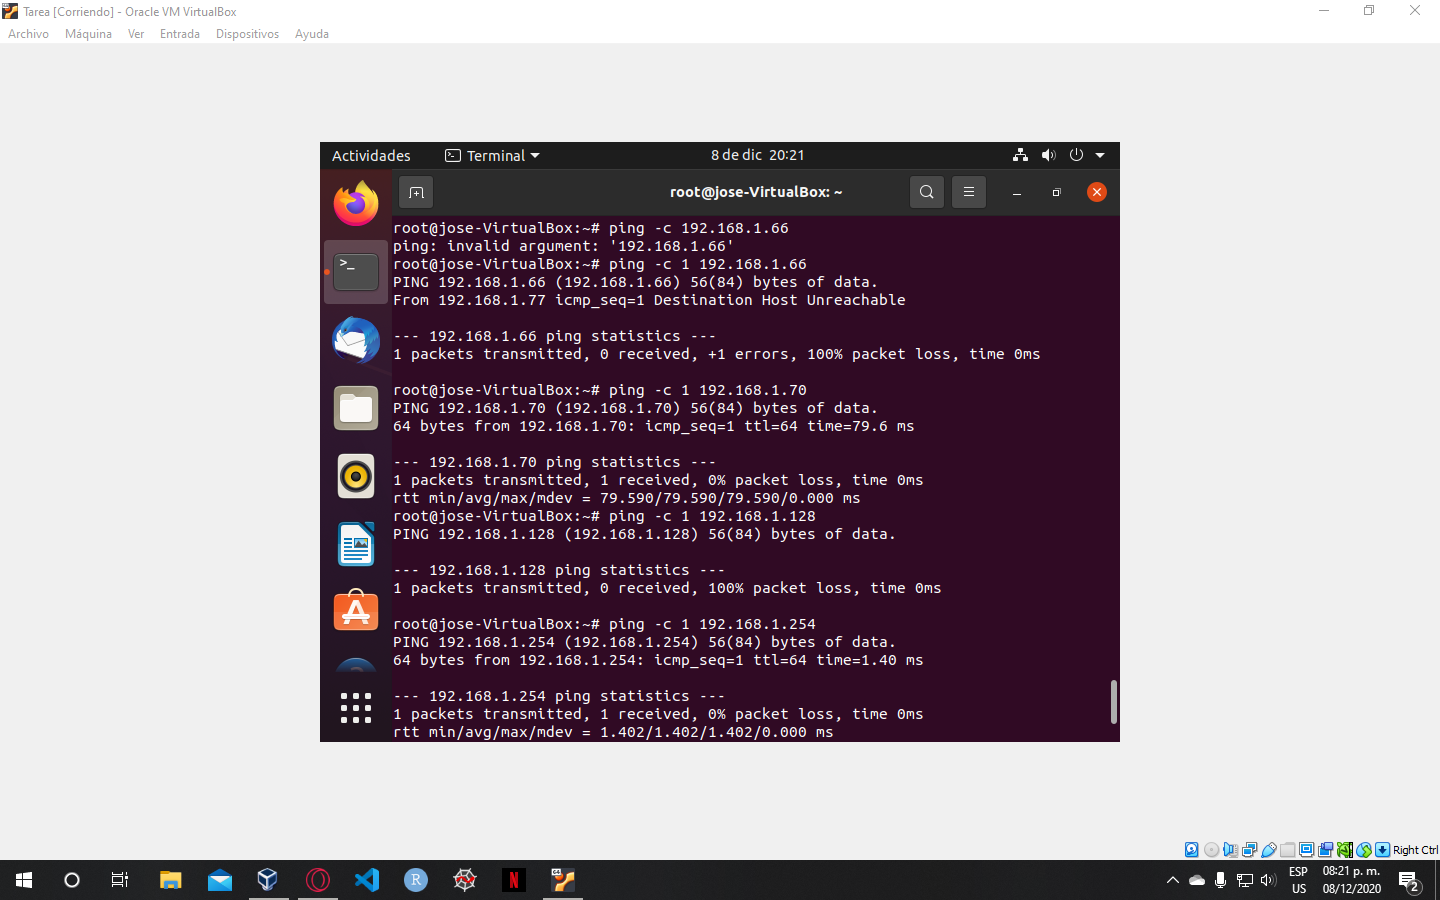 Tarea [Corriendo] - Oracle VM VirtualBox
Archivo Máquina Ver Entrada Dispositivos Ayuda
Actividades Terminal 8 de dic 20:21
root@jose-VirtualBox: ~
root@jose-VirtualBox:~# ping -c 192.168.1.66
ping: invalid argument: '192.168.1.66'
root@jose-VirtualBox:~# ping -c 1 192.168.1.66
PING 192.168.1.66 (192.168.1.66) 56(84) bytes of data.
From 192.168.1.77 icmp_seq=1 Destination Host Unreachable
--- 192.168.1.66 ping statistics ---
1 packets transmitted, 0 received, +1 errors, 100% packet loss, time 0ms
root@jose-VirtualBox:~# ping -c 1 192.168.1.70
PING 192.168.1.70 (192.168.1.70) 56(84) bytes of data.
64 bytes from 192.168.1.70: icmp_seq=1 ttl=64 time=79.6 ms
--- 192.168.1.70 ping statistics ---
1 packets transmitted, 1 received, 0% packet loss, time 0ms
rtt min/avg/max/mdev = 79.590/79.590/79.590/0.000 ms
root@jose-VirtualBox:~# ping -c 1 192.168.1.128
PING 192.168.1.128 (192.168.1.128) 56(84) bytes of data.
--- 192.168.1.128 ping statistics ---
1 packets transmitted, 0 received, 100% packet loss, time 0ms
root@jose-VirtualBox:~# ping -c 1 192.168.1.254
PING 192.168.1.254 (192.168.1.254) 56(84) bytes of data.
64 bytes from 192.168.1.254: icmp_seq=1 ttl=64 time=1.40 ms
--- 192.168.1.254 ping statistics ---
1 packets transmitted, 1 received, 0% packet loss, time 0ms
rtt min/avg/max/mdev = 1.402/1.402/1.402/0.000 ms
Right Ctrl
ESP 08:21 p. m.
US 08/12/2020 2